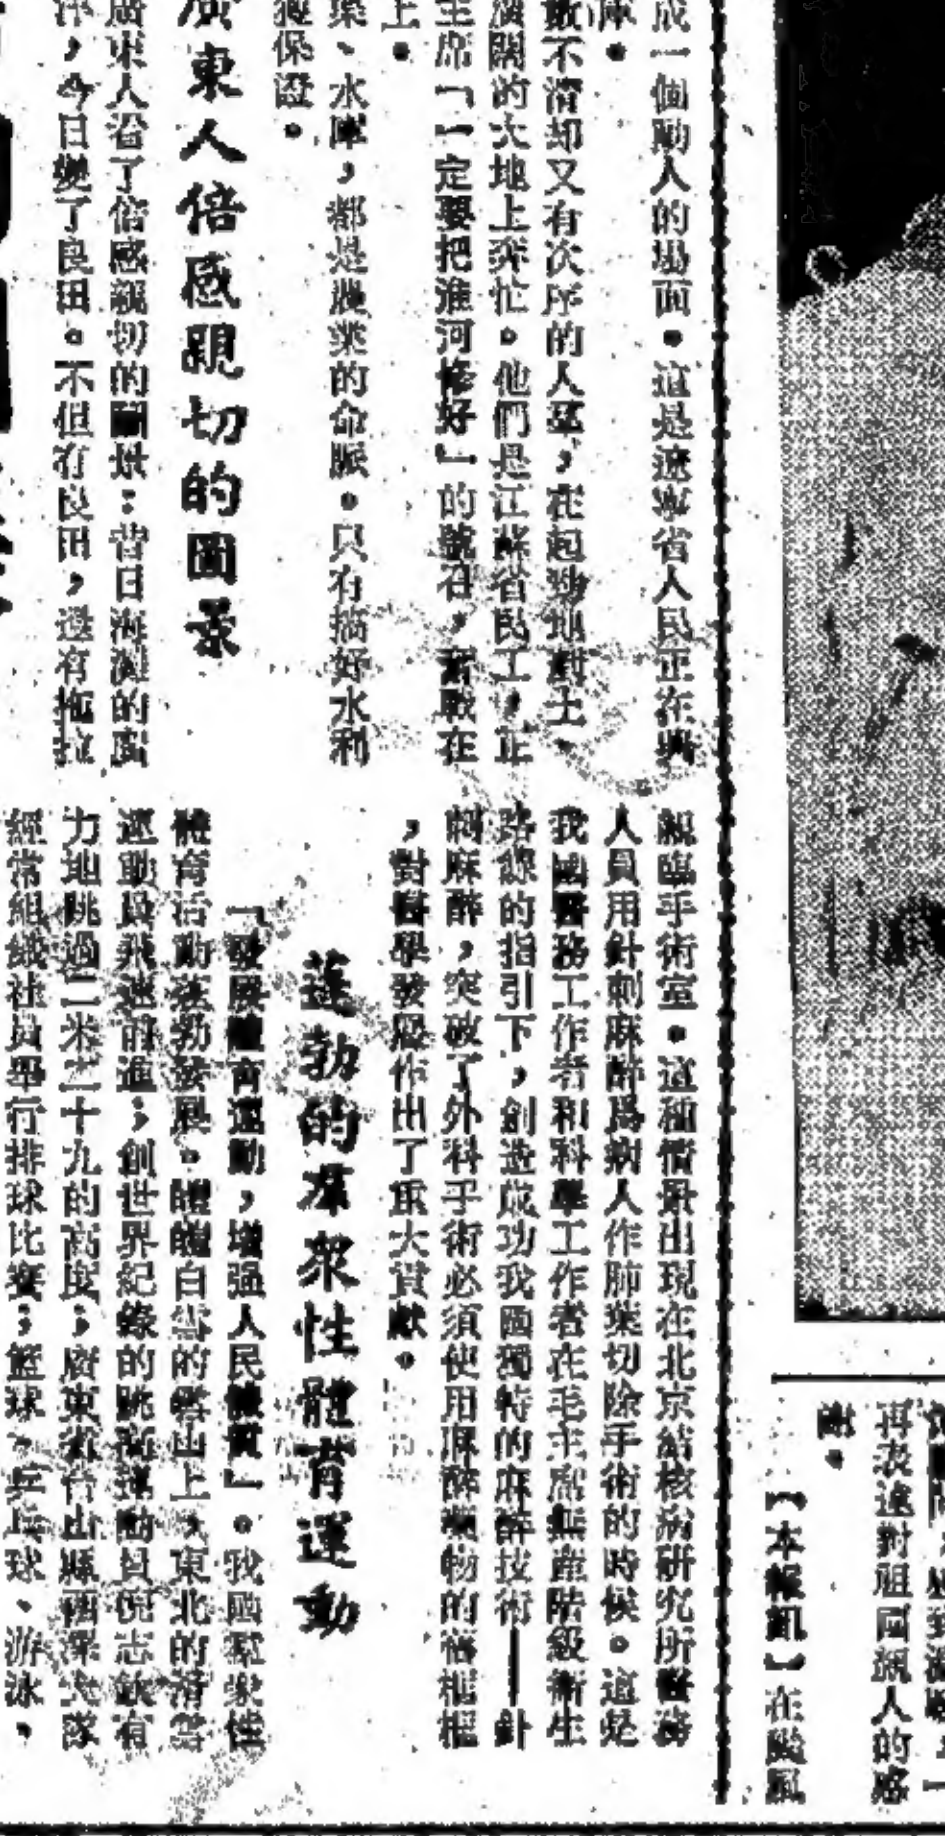 成一個動人的場面。這是遼寧省人民正在興
庫。
數不清却又有次序的人羣，在起勁地對土、
廣闊的大地上奔忙。他們是江蘇省民工，正
主席「一定要把淮河修好」的號召，奮戰在
上。
渠、水庫，都是農業的命脈。只有搞好水利
獲保證。
廣東人倍感親切的圖景
廣東人看了倍感親切的圖景：昔日海灘的
，今日變了良田。不但有良田，還有拖拉
親臨手術室。這種情景出現在北京結核病研究所醫務
人員用針刺麻醉爲病人作肺葉切除手術的時候。這是
我國醫務工作者和科學工作者在毛主席無產階級衛生
路線的指引下，創造成功我國獨特的麻醉技術——針
刺麻醉，突破了外科手術必須使用麻醉藥物的舊框框
，對醫學發展作出了重大貢獻。
蓬勃的羣衆性體育運動
「發展體育運動，增强人民體質」。我國羣衆性
體育活動蓬勃發展。皚皚白雪的雪山上，東北的滑雪
運動員飛速前進；創世界紀錄的跳高運動員倪志欽有
力地跳過二米二十九的高度；廣東省台山縣 大隊
經常組織社員舉行排球比賽；籃球、乒乓球、游泳，
再表達對祖國親人的感
謝。
【本報訊】在颱風